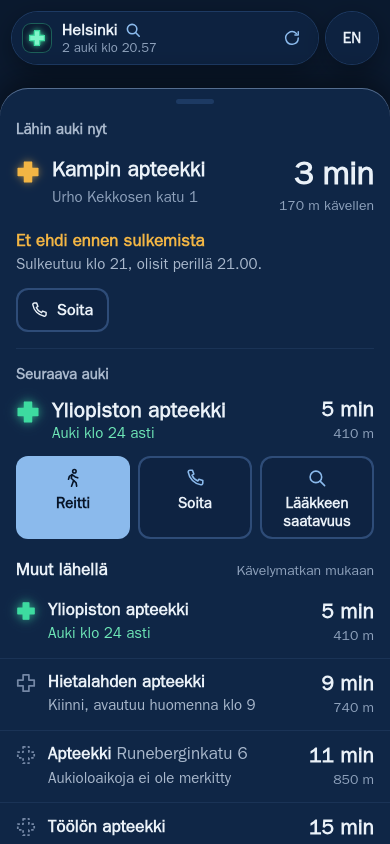 Helsinki
2 auki klo 20.57
EN
Lähin auki nyt
Kampin apteekki
3 min
Urho Kekkosen katu 1
170 m kävellen
Et ehdi ennen sulkemista
Sulkeutuu klo 21, olisit perillä 21.00.
Soita
Seuraava auki
Yliopiston apteekki
5 min
Auki klo 24 asti
410 m
Reitti
Soita
Lääkkeen
saatavuus
Muut lähellä
Kävelymatkan mukaan
Yliopiston apteekki
5 min
Auki klo 24 asti
410 m
Hietalahden apteekki
9 min
Kiinni, avautuu huomenna klo 9
740 m
Apteekki Runeberginkatu 6
11 min
Aukioloaikoja ei ole merkitty
850 m
Töölön apteekki
15 min